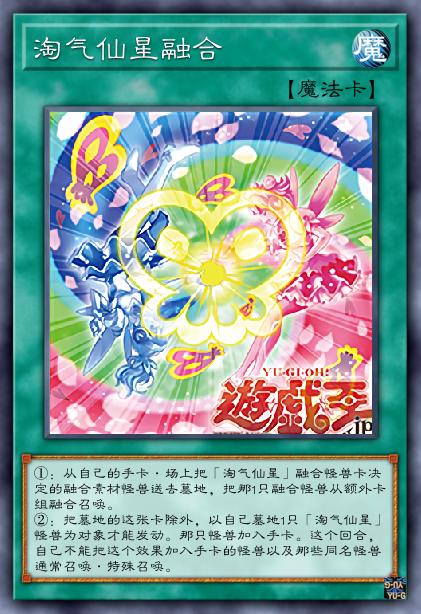 淘气仙星融合
魔
【魔法卡】
YU-GI-OH!
遊戯王
.jp
①：从自己的手卡·场上把「淘气仙星」融合怪兽卡决
定的融合素材怪兽送去墓地，把那1只融合怪兽从额外卡
组融合召唤。
②：把墓地的这张卡除外，以自己墓地1只「淘气仙星」
怪兽为对象才能发动。那只怪兽加入手卡。这个回合，
自己不能把这个效果加入手卡的怪兽以及那些同名怪兽
通常召唤·特殊召唤。